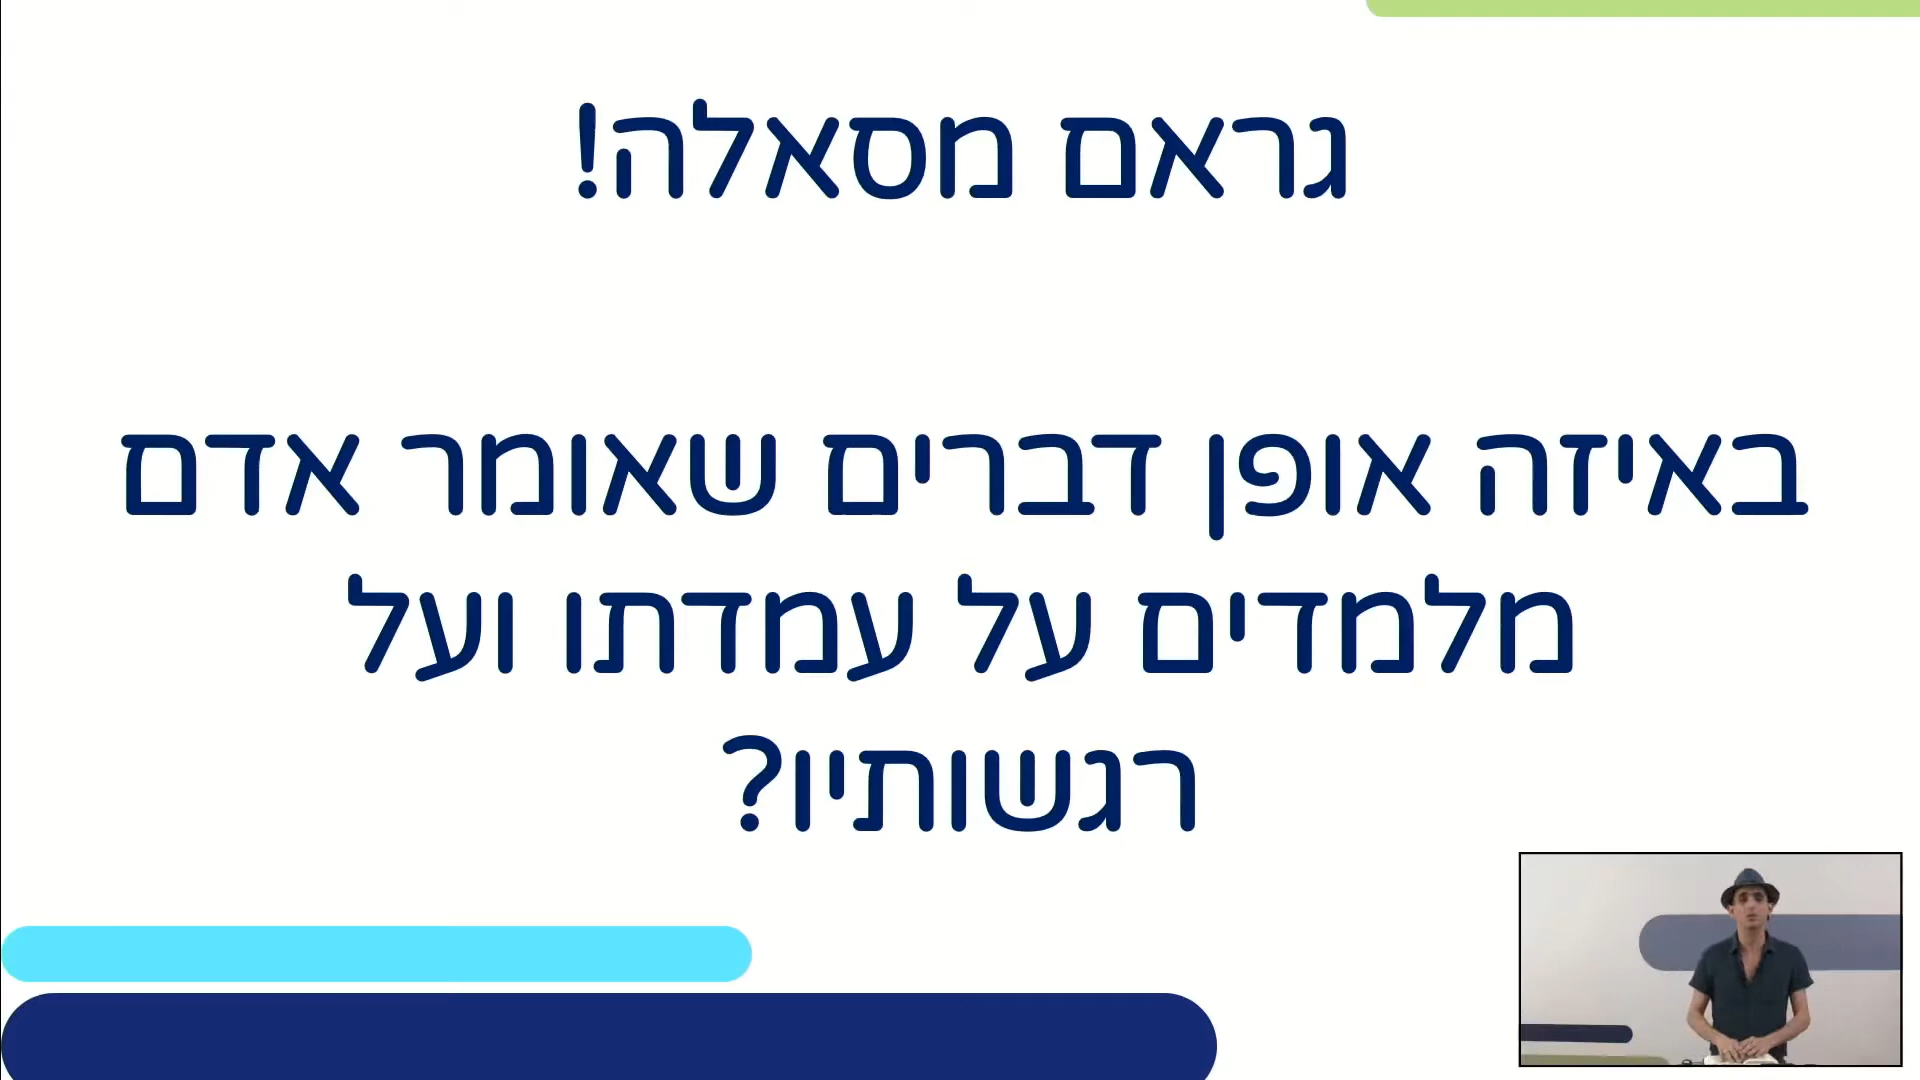 גראם מסאלה!
באיזה אופן דברים שאומר אדם
מלמדים על עמדתו ועל
רגשותיו?